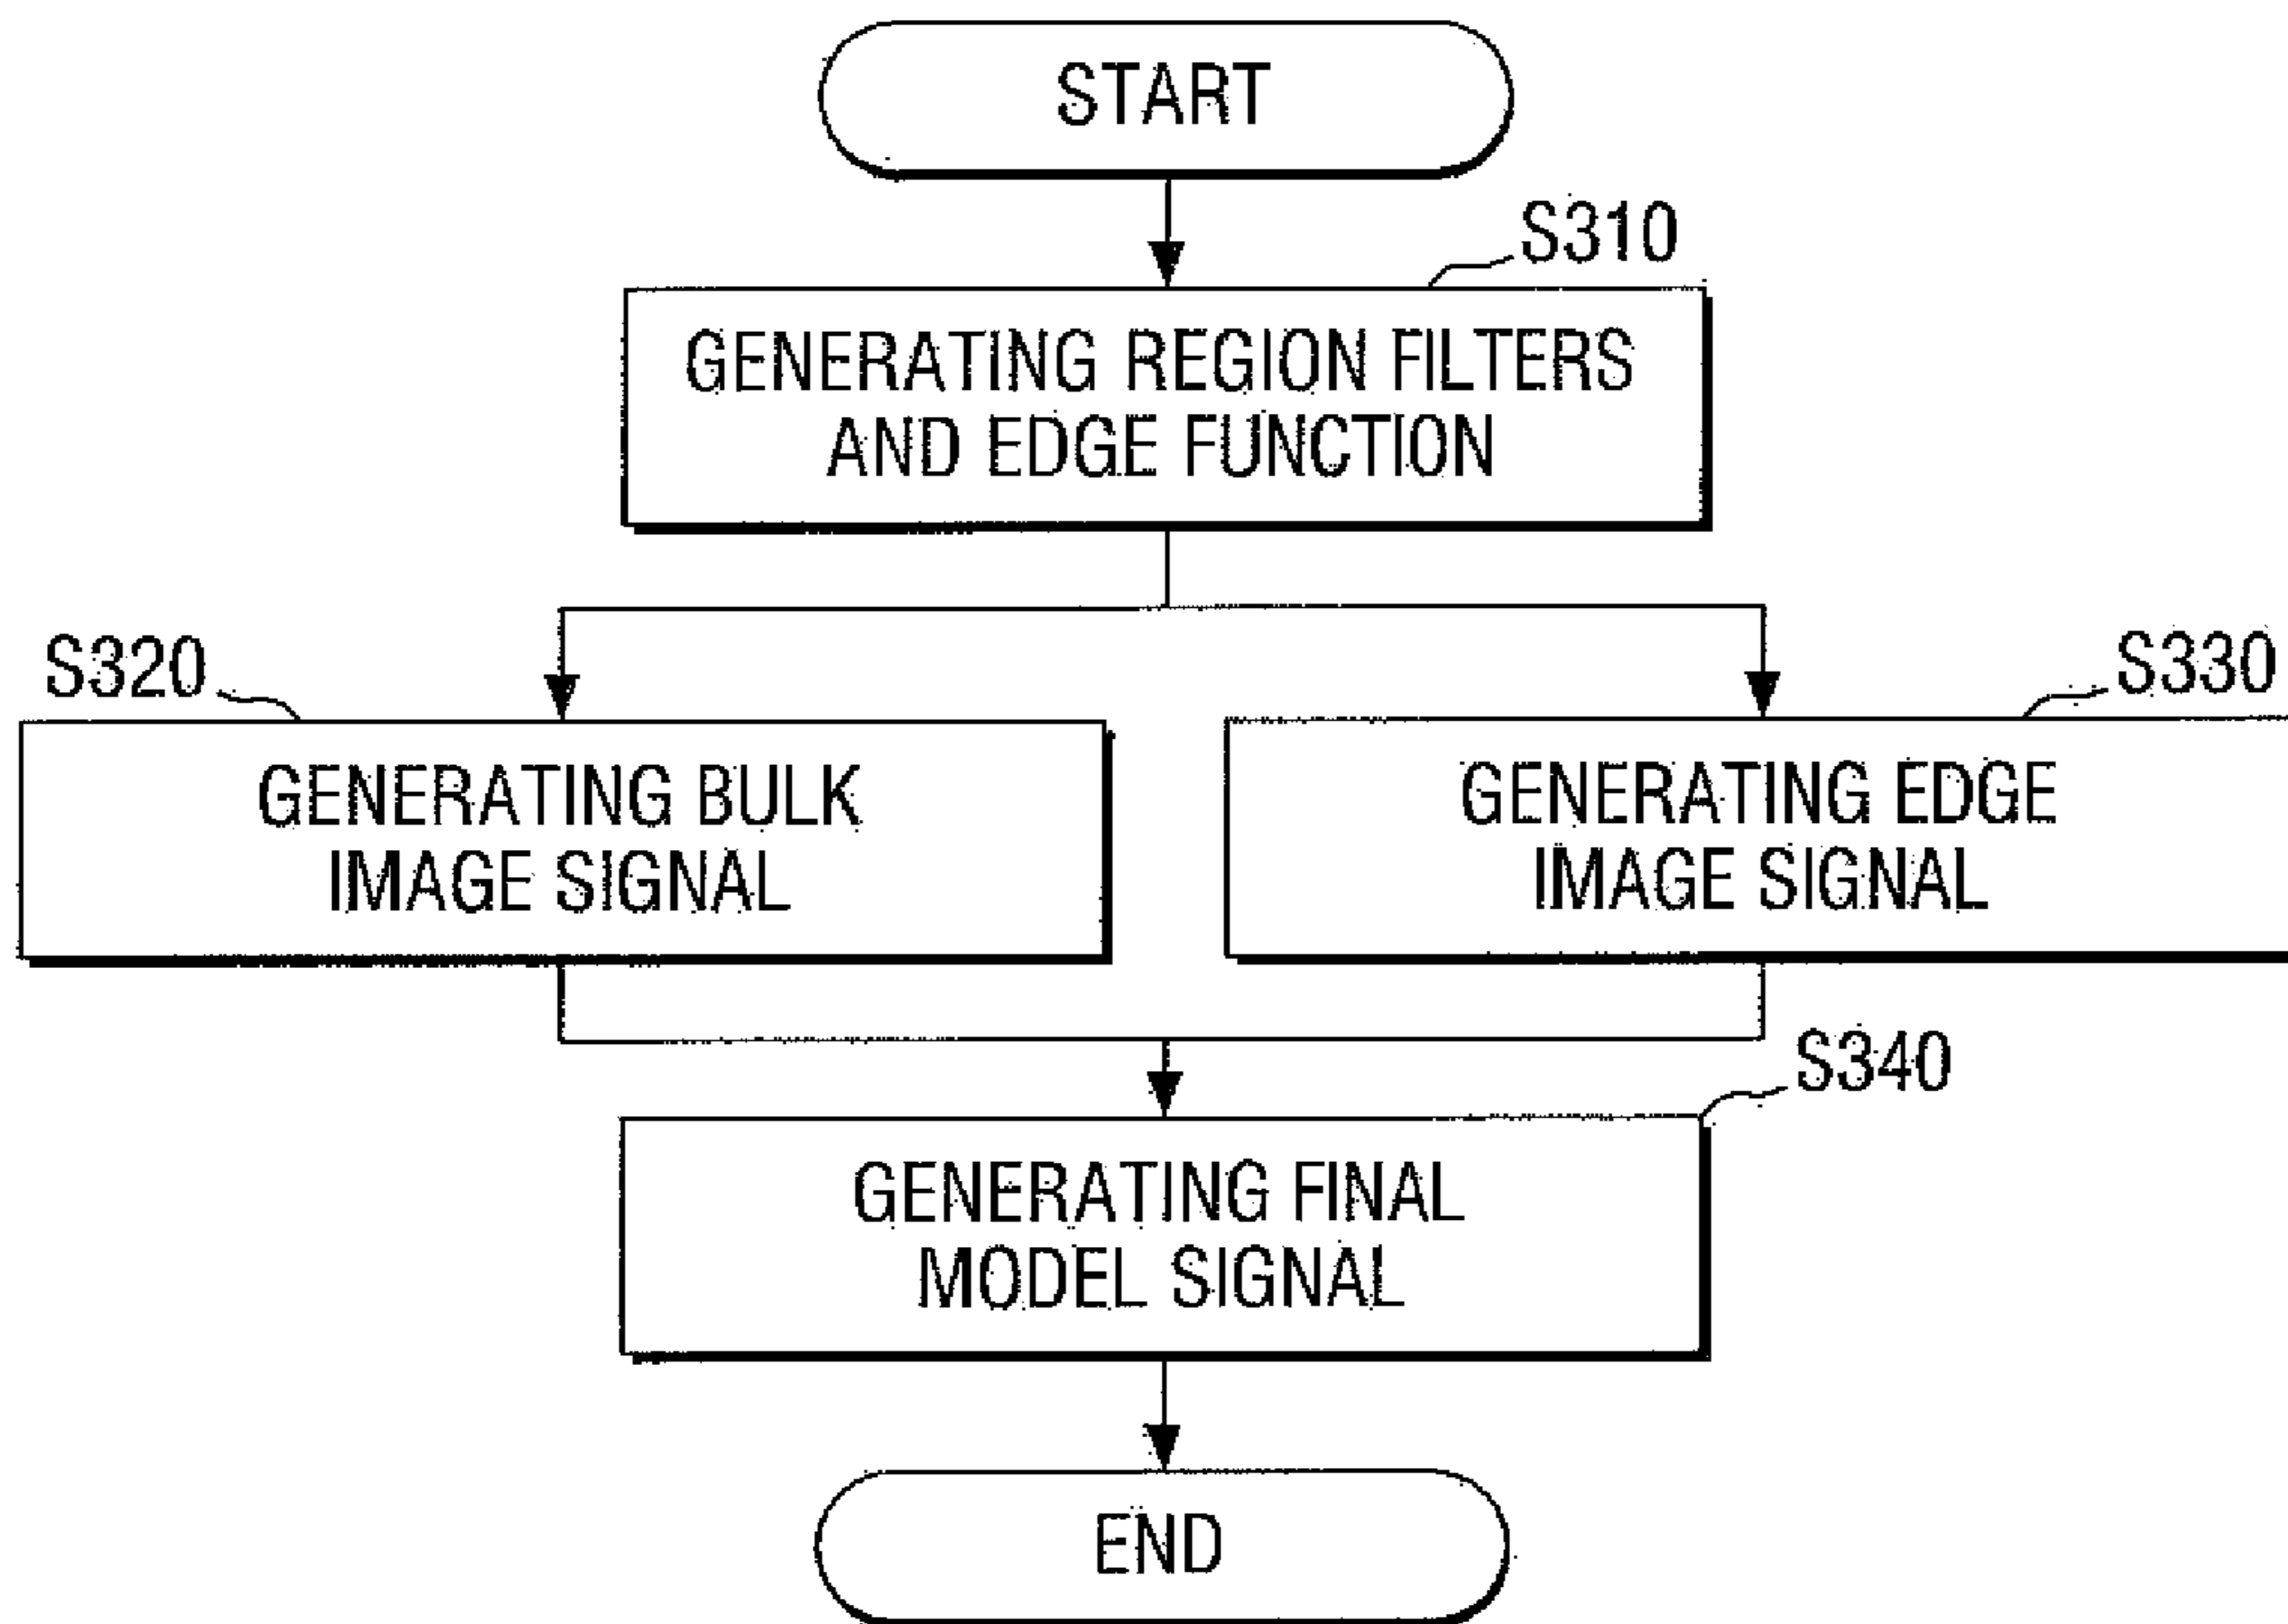 START
S310
GENERATING REGION FILTERS
AND EDGE FUNCTION
S320
GENERATING BULK
IMAGE SIGNAL
S330
GENERATING EDGE
IMAGE SIGNAL
S340
GENERATING FINAL
MODEL SIGNAL
END